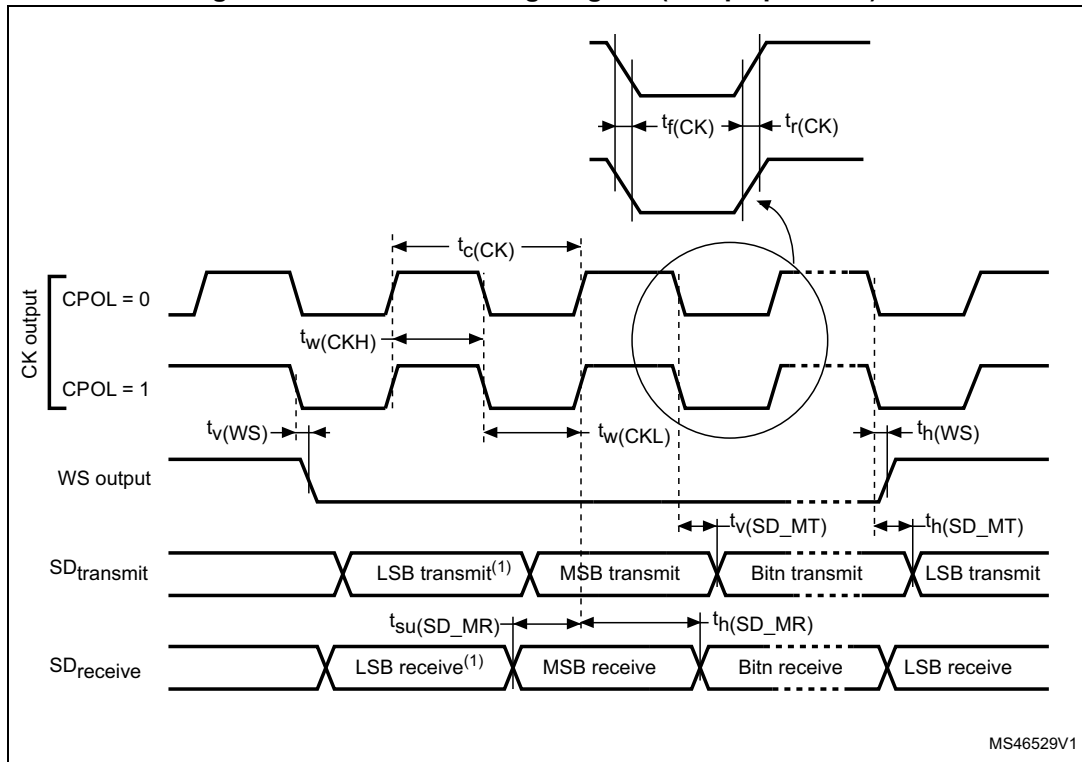 tf(CK)
tr(CK)
tc(CK)
CK output
CPOL = 0
tw(CKH)
CPOL = 1
tv(WS)
tw(CKL)
th(WS)
WS output
tv(SD_MT)
th(SD_MT)
SDtransmit
LSB transmit(1)
MSB transmit
Bitn transmit
LSB transmit
tsu(SD_MR)
th(SD_MR)
SDreceive
LSB receive(1)
MSB receive
Bitn receive
LSB receive
MS46529V1